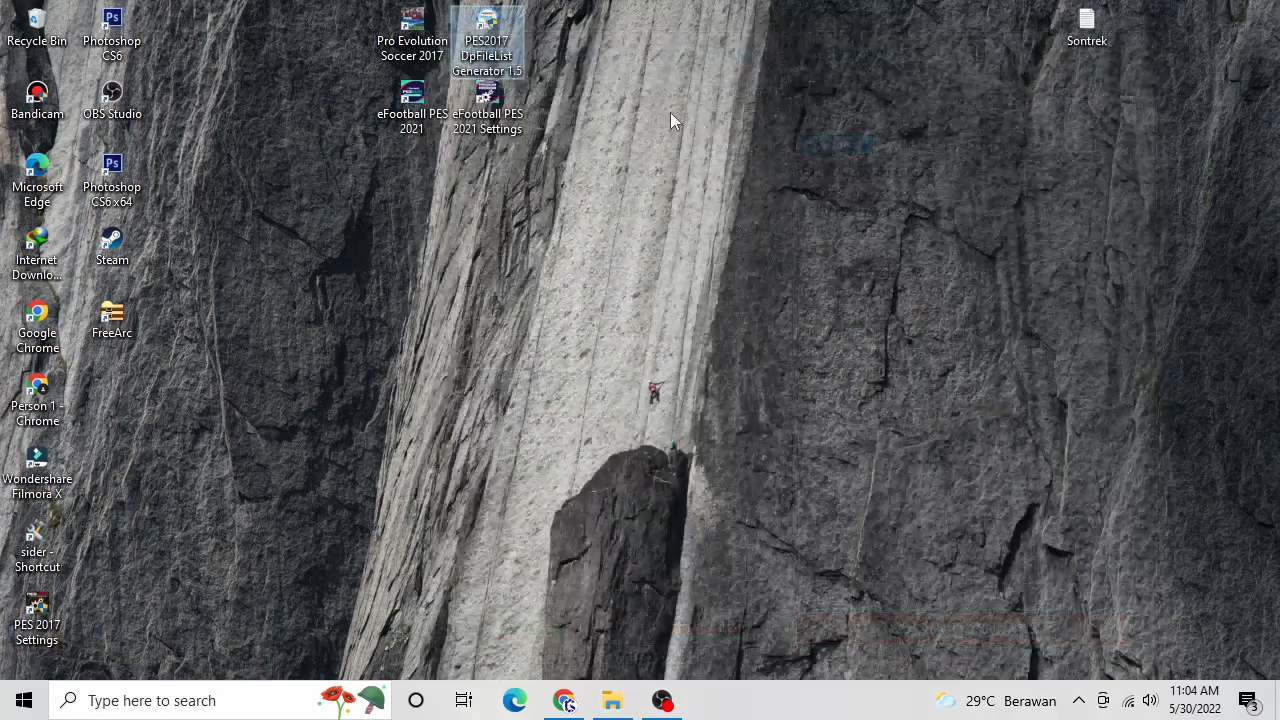 Recycle Bin
Photoshop
CS6
Pro Evolution
Soccer 2017
PES2017
DpFileList
Generator 1.5
Sontrek
Bandicam
OBS Studio
eFootball PES
2021
eFootball PES
2021 Settings
Microsoft
Edge
Photoshop
CS6 x64
Internet
Downlo...
Steam
Google
Chrome
FreeArc
Person 1 -
Chrome
Wondershare
Filmora X
sider -
Shortcut
PES 2017
Settings
Type here to search
29°C Berawan
11:04 AM
5/30/2022
3